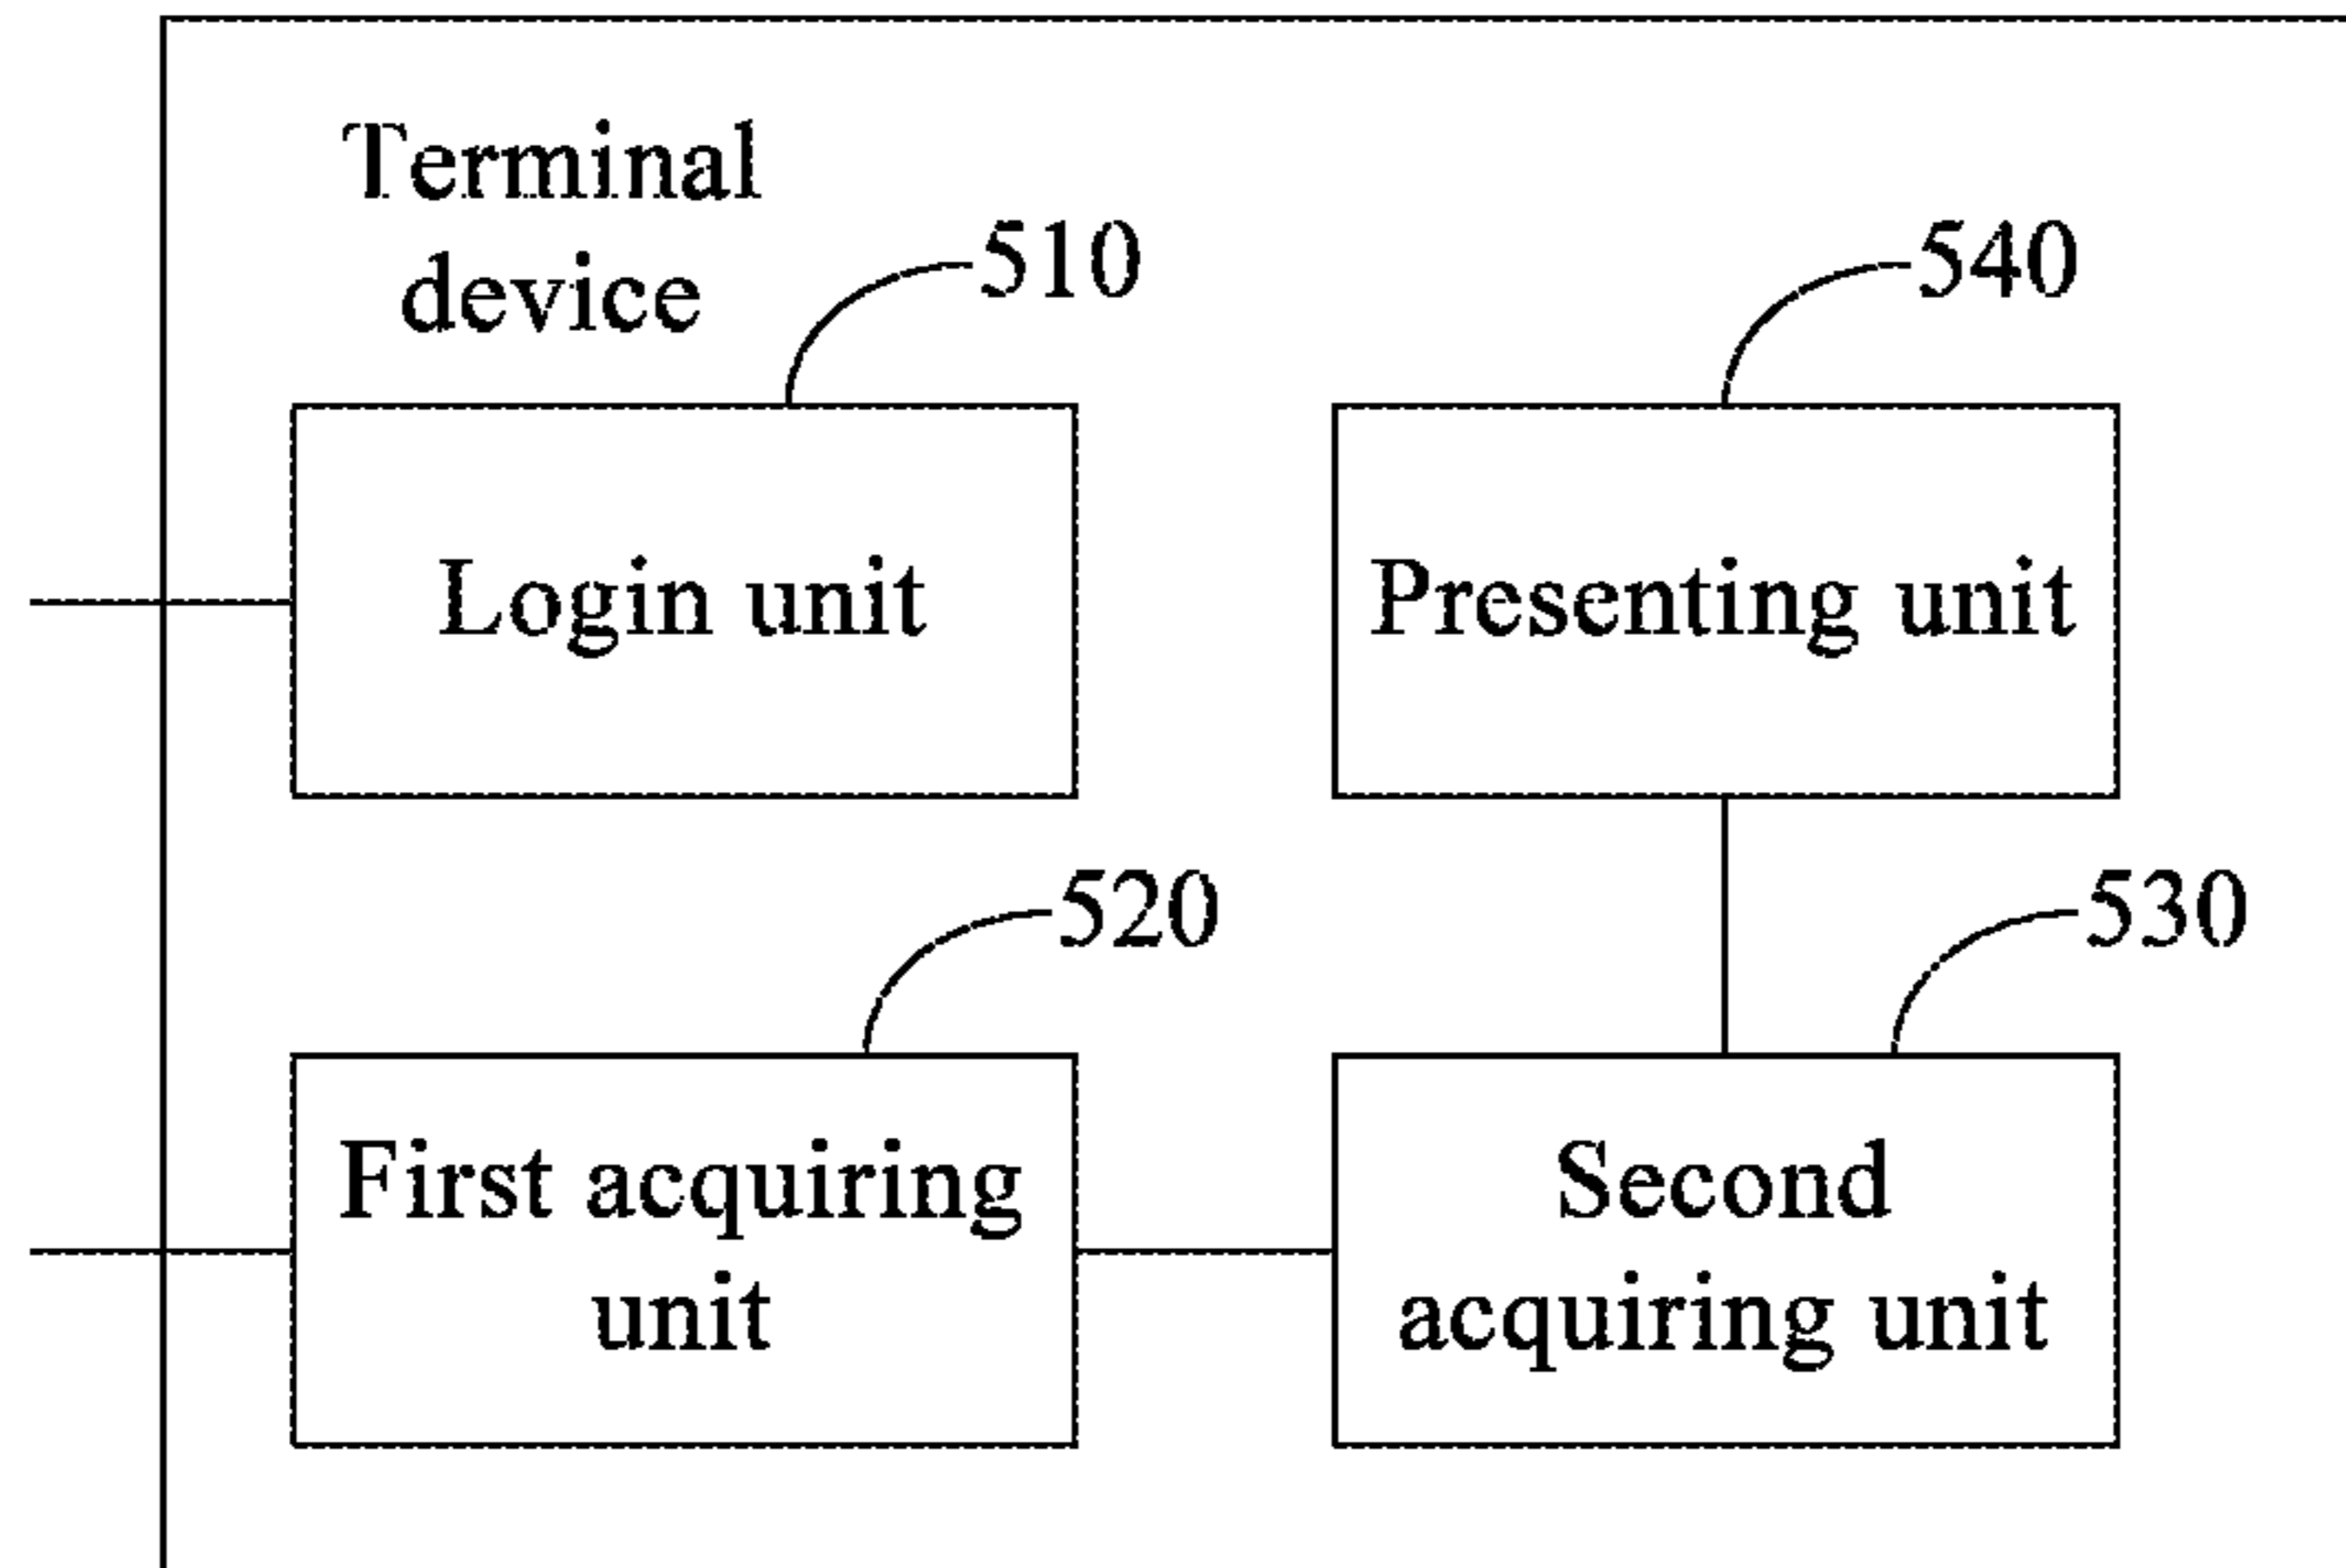 Terminal
device
510
540
Login unit
Presenting unit
520
530
First acquiring
unit
Second
acquiring unit